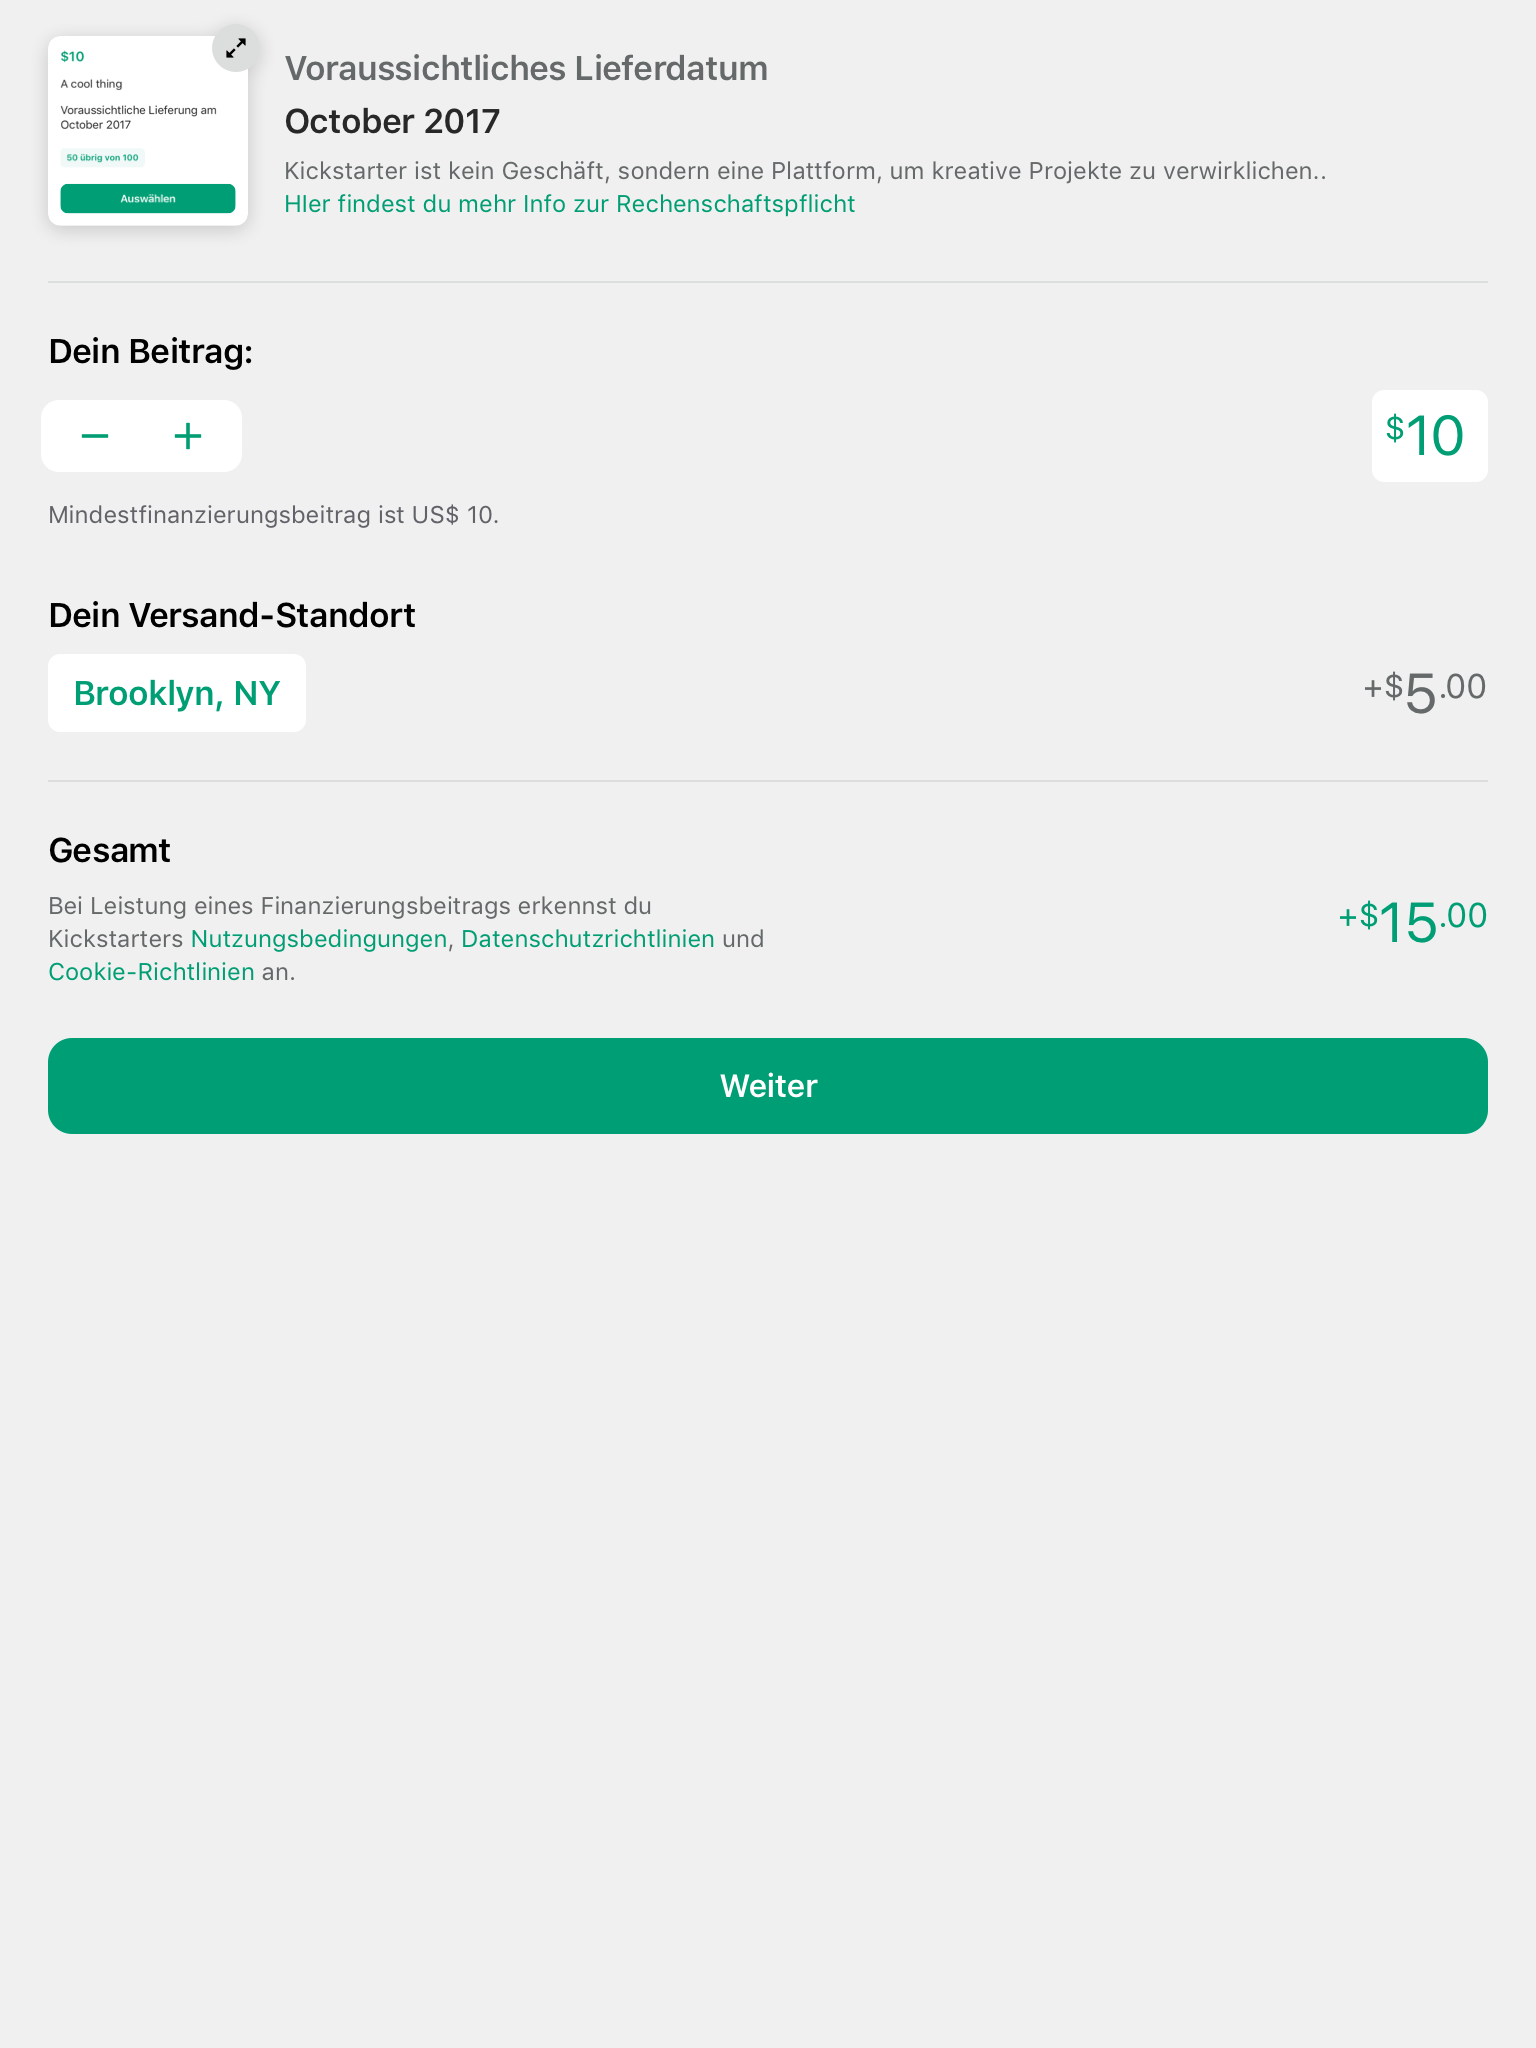 $10
A cool thing
Voraussichtliche Lieferung am
October 2017
50 übrig von 100
Auswählen
Voraussichtliches Lieferdatum
October 2017
Kickstarter ist kein Geschäft, sondern eine Plattform, um kreative Projekte zu verwirklichen..
HIer findest du mehr Info zur Rechenschaftspflicht
Dein Beitrag:
− +
$10
Mindestfinanzierungsbeitrag ist US$ 10.
Dein Versand-Standort
Brooklyn, NY
+$5.00
Gesamt
Bei Leistung eines Finanzierungsbeitrags erkennst du
Kickstarters Nutzungsbedingungen, Datenschutzrichtlinien und
Cookie-Richtlinien an.
+$15.00
Weiter